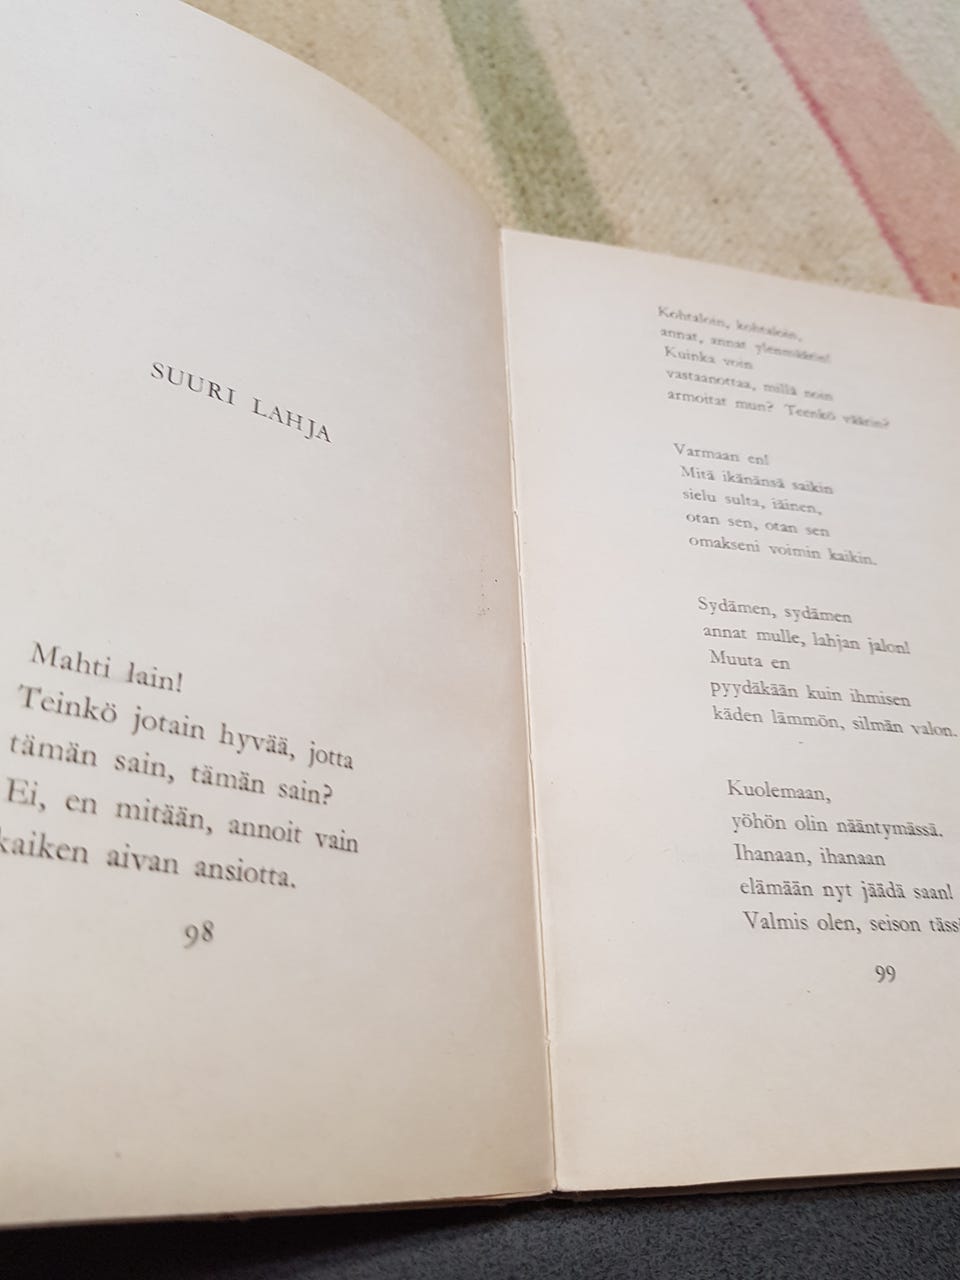 SUURI LAHJA
Mahti lain!
Teinkö jotain hyvää, jotta
tämän sain, tämän sain?
Ei, en mitään, annoit vain
kaiken aivan ansiotta.
98
Kohtaloin, kohtaloin,
annat, annat ylenmäärin!
Kuinka voin
vastaanottaa, millä noin
armoitat mun? Teenkö väärin?
Varmaan en!
Mitä ikänänsä saikin
sielu sulta, iäinen,
otan sen, otan sen
omakseni voimin kaikin.
Sydämen, sydämen
annat mulle, lahjan jalon!
Muuta en
pyydäkään kuin ihmisen
käden lämmön, silmän valon.
Kuolemaan,
yöhön olin nääntymässä.
Ihanaan, ihanaan
elämään nyt jäädä saan!
Valmis olen, seison täss
99